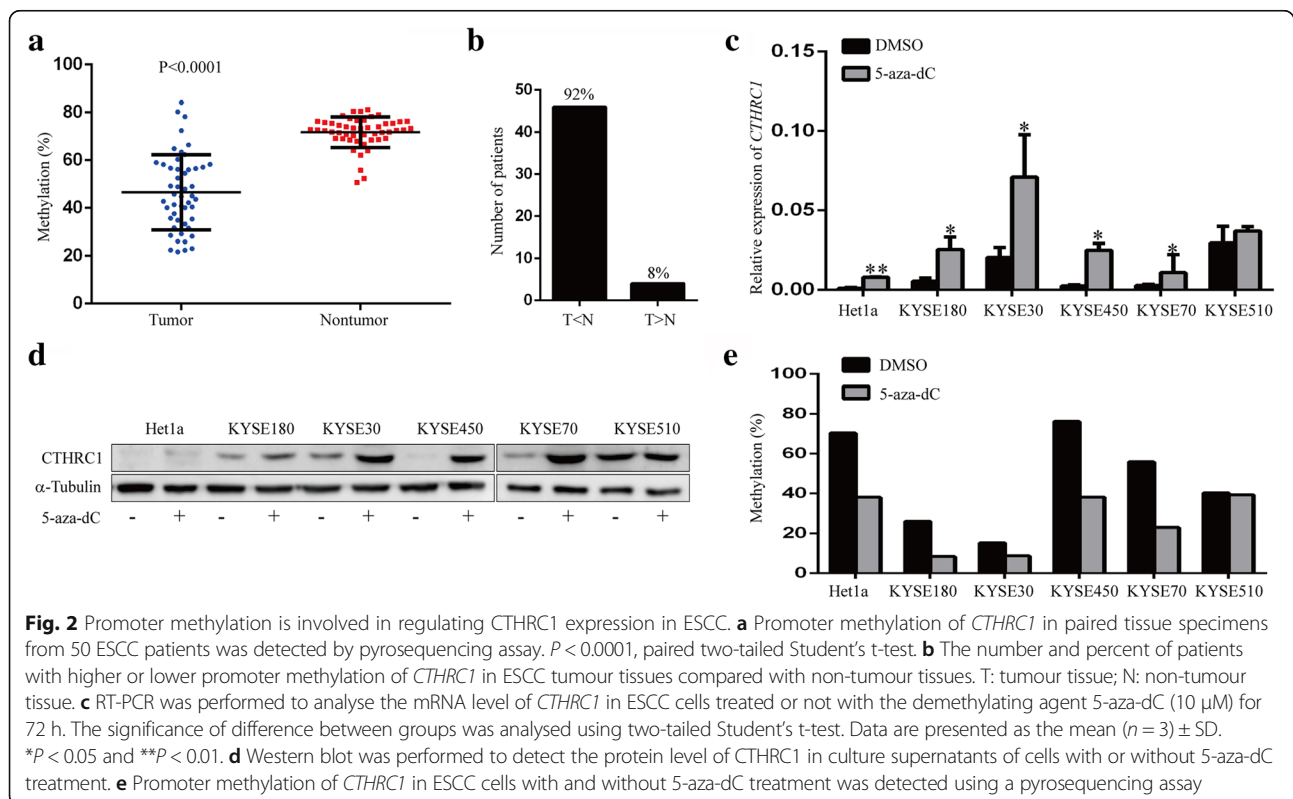 a
P<0.0001
Methylation (%)
100
80
60
40
20
0
Tumor
Nontumor
b
Number of patients
50
40
30
20
10
0
92%
8%
T<N
T>N
c
DMSO
5-aza-dC
Relative expression of CTHRC1
0.15
0.10
0.05
0.00
**
*
*
*
*
Het1a
KYSE180
KYSE30
KYSE450
KYSE70
KYSE510
d
Het1a
KYSE180
KYSE30
KYSE450
KYSE70
KYSE510
CTHRC1
α-Tubulin
5-aza-dC - + - + - + - + - + - +
e
DMSO
5-aza-dC
Methylation (%)
100
80
60
40
20
0
Het1a
KYSE180
KYSE30
KYSE450
KYSE70
KYSE510
Fig. 2 Promoter methylation is involved in regulating CTHRC1 expression in ESCC. a Promoter methylation of CTHRC1 in paired tissue specimens
from 50 ESCC patients was detected by pyrosequencing assay. P < 0.0001, paired two-tailed Student's t-test. b The number and percent of patients
with higher or lower promoter methylation of CTHRC1 in ESCC tumour tissues compared with non-tumour tissues. T: tumour tissue; N: non-tumour
tissue. c RT-PCR was performed to analyse the mRNA level of CTHRC1 in ESCC cells treated or not with the demethylating agent 5-aza-dC (10 μM) for
72 h. The significance of difference between groups was analysed using two-tailed Student's t-test. Data are presented as the mean (n = 3) ± SD.
*P < 0.05 and **P < 0.01. d Western blot was performed to detect the protein level of CTHRC1 in culture supernatants of cells with or without 5-aza-dC
treatment. e Promoter methylation of CTHRC1 in ESCC cells with and without 5-aza-dC treatment was detected using a pyrosequencing assay